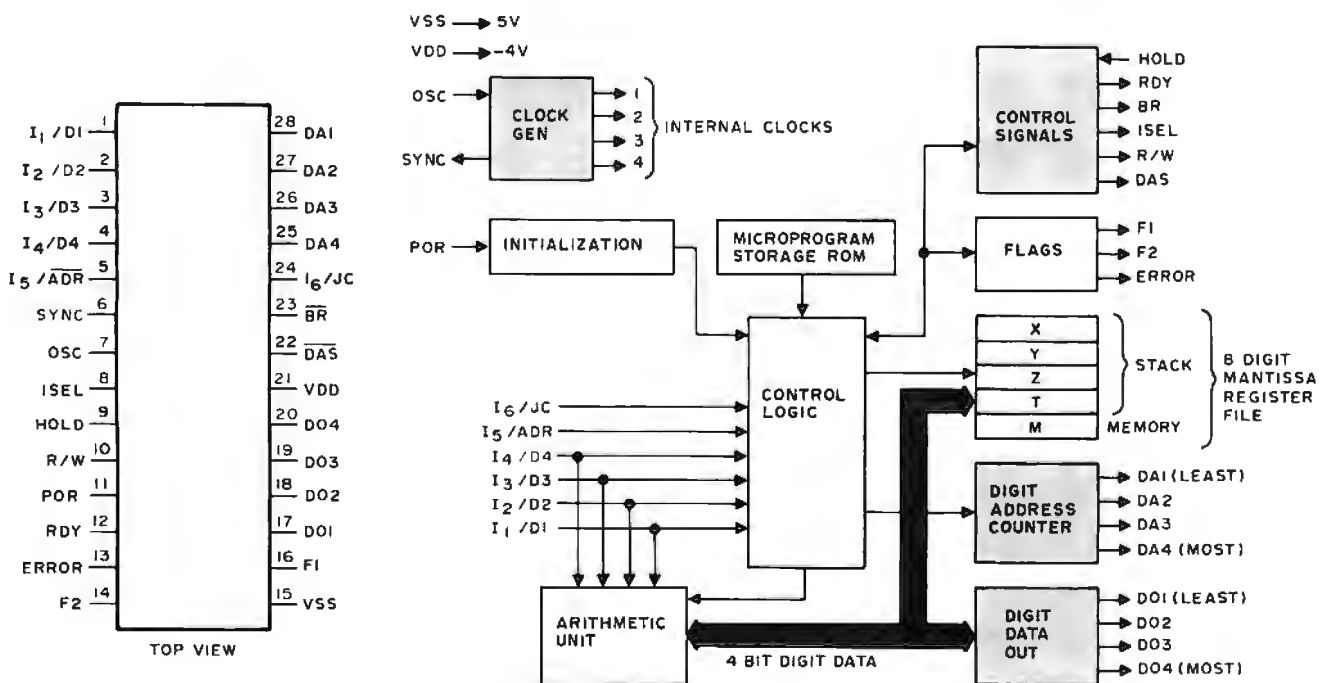 1
I1/D1
2
I2/D2
3
I3/D3
4
I4/D4
5
I5/ADR
6
SYNC
7
OSC
8
ISEL
9
HOLD
10
R/W
11
POR
12
RDY
13
ERROR
14
F2
28 DA1
27 DA2
26 DA3
25 DA4
24 I6/JC
23 BR
22 DAS
21 VDD
20 DO4
19 DO3
18 DO2
17 DO1
16 F1
15 VSS
TOP VIEW
VSS 5V
VDD -4V
OSC
SYNC
CLOCK
GEN
1
2
3
4
INTERNAL CLOCKS
POR
INITIALIZATION
MICROPROGRAM
STORAGE ROM
CONTROL
LOGIC
I6/JC
I5/ADR
I4/D4
I3/D3
I2/D2
I1/D1
ARITHMETIC
UNIT
4 BIT DIGIT DATA
CONTROL
SIGNALS
HOLD
RDY
BR
ISEL
R/W
DAS
FLAGS
F1
F2
ERROR
X
Y
Z
T
M
STACK
MEMORY
8 DIGIT
MANTISSA
REGISTER
FILE
DIGIT
ADDRESS
COUNTER
DA1 (LEAST)
DA2
DA3
DA4 (MOST)
DIGIT
DATA
OUT
DO1 (LEAST)
DO2
DO3
DO4 (MOST)